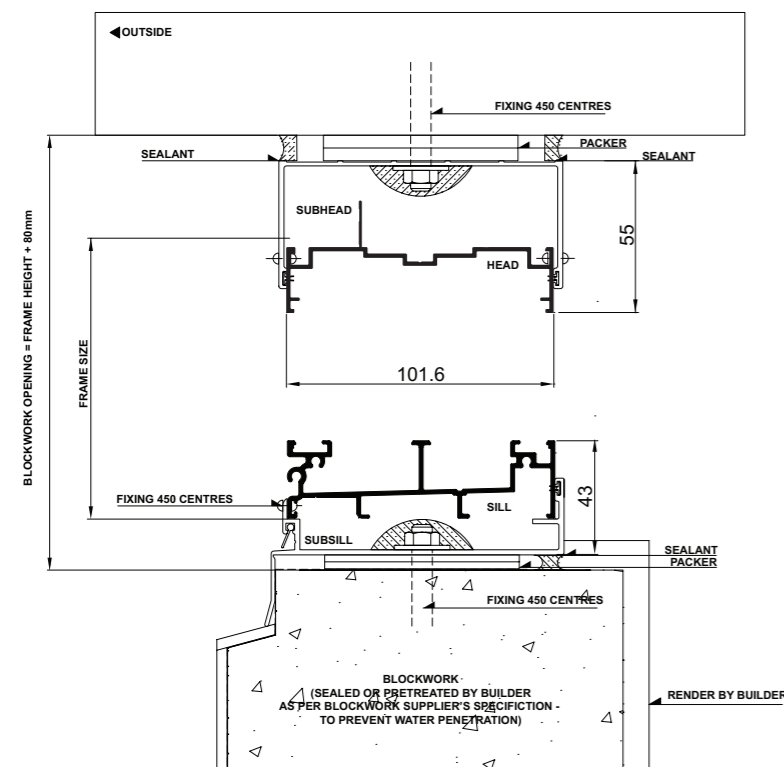 OUTSIDE
FIXING 450 CENTRES
PACKER
SEALANT
SEALANT
SUBHEAD
55
HEAD
BLOCKWORK OPENING = FRAME HEIGHT + 80mm
FRAME SIZE
101.6
FIXING 450 CENTRES
SILL
43
SUBSILL
SEALANT
PACKER
FIXING 450 CENTRES
BLOCKWORK
(SEALED OR PRETREATED BY BUILDER
AS PER BLOCKWORK SUPPLIER'S SPECIFICTION -
TO PREVENT WATER PENETRATION)
RENDER BY BUILDER